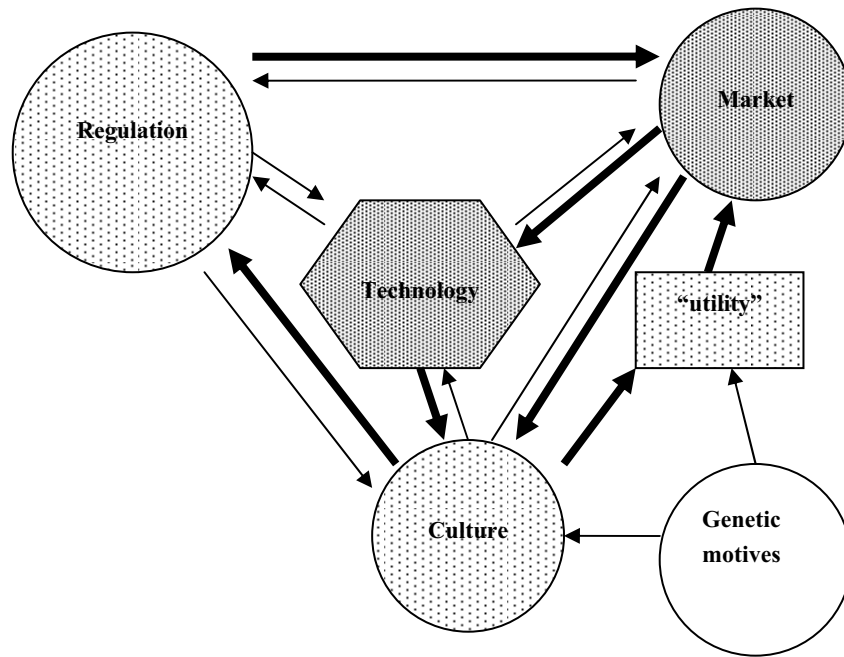 Market
Regulation
Technology
“utility”
Culture
Genetic
motives